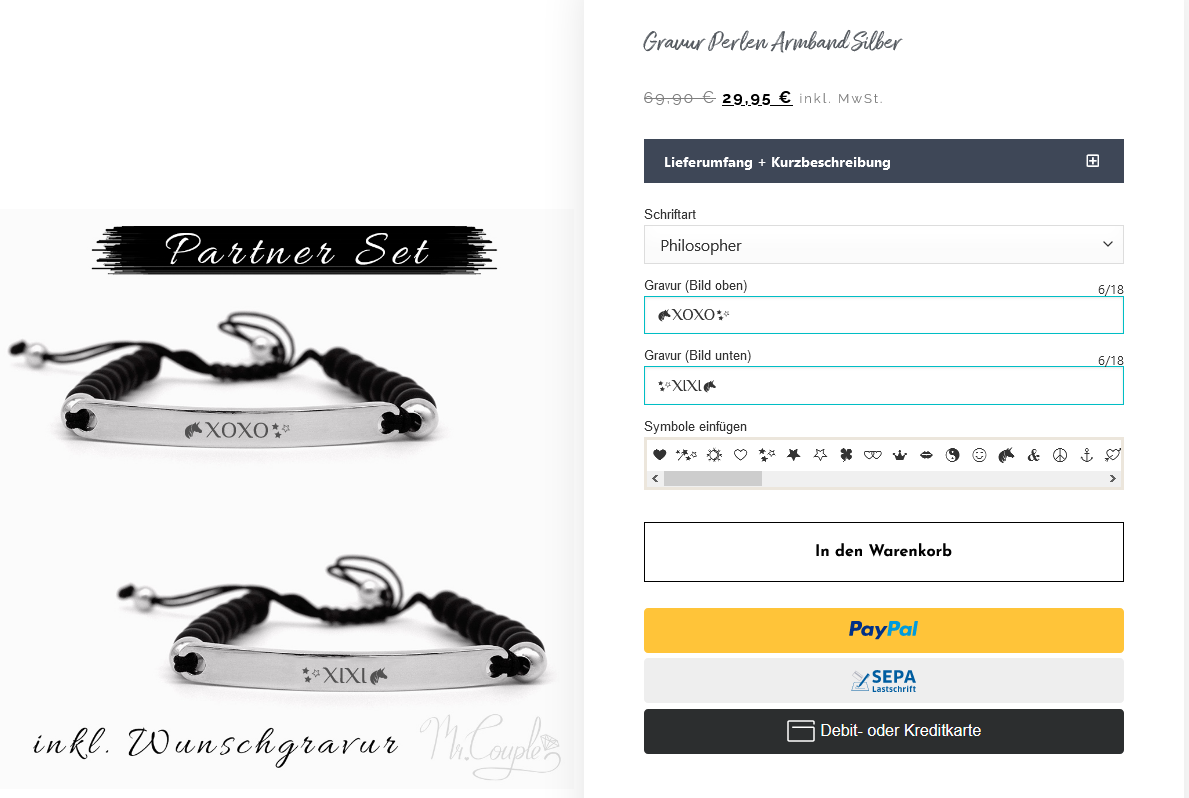 Partner Set
XOXO
XIXI
inkl. Wunschgravur
Mr. Couple
Gravur Perlen Armband Silber
69,90 € 29,95 € inkl. MwSt.
Lieferumfang + Kurzbeschreibung
Schriftart
Philosopher
Gravur (Bild oben)
6/18
XOXO
Gravur (Bild unten)
6/18
XIXI
Symbole einfügen
&
In den Warenkorb
PayPal
SEPA
Lastschrift
Debit- oder Kreditkarte